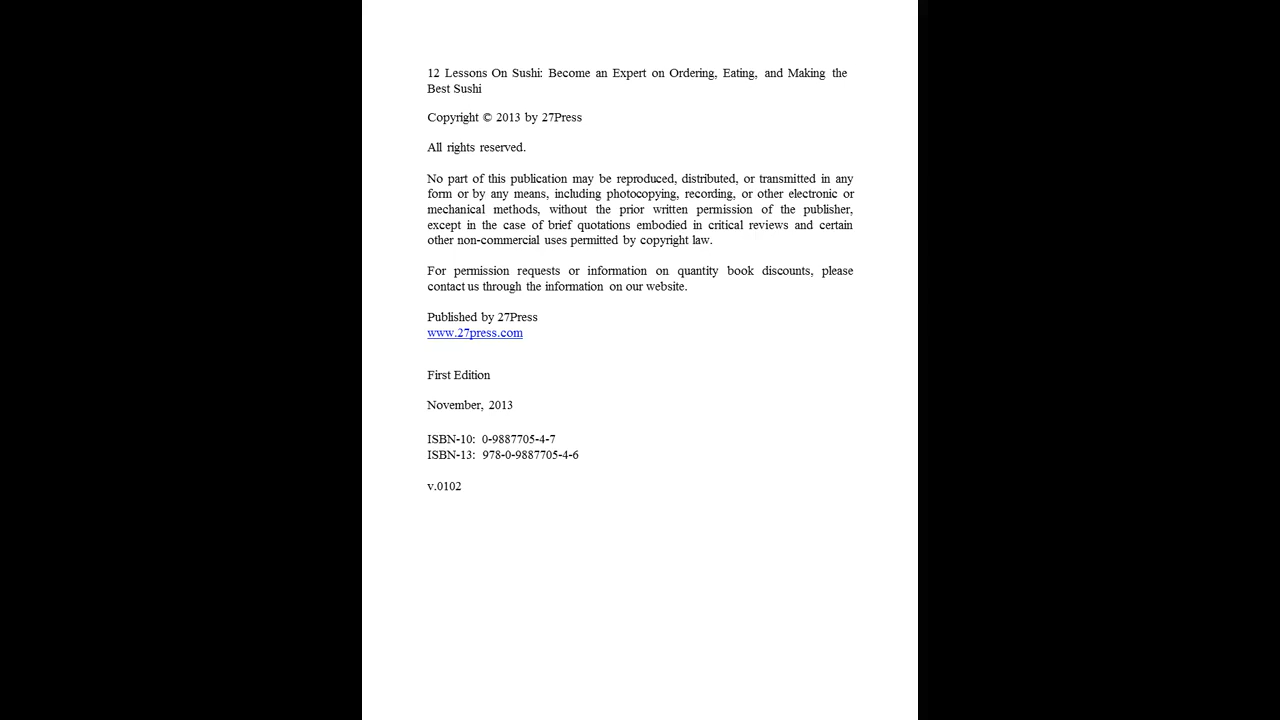 12 Lessons On Sushi: Become an Expert on Ordering, Eating, and Making the
Best Sushi
Copyright © 2013 by 27Press
All rights reserved.
No part of this publication may be reproduced, distributed, or transmitted in any
form or by any means, including photocopying, recording, or other electronic or
mechanical methods, without the prior written permission of the publisher,
except in the case of brief quotations embodied in critical reviews and certain
other non-commercial uses permitted by copyright law.
For permission requests or information on quantity book discounts, please
contact us through the information on our website.
Published by 27Press
www.27press.com
First Edition
November, 2013
ISBN-10: 0-9887705-4-7
ISBN-13: 978-0-9887705-4-6
v.0102